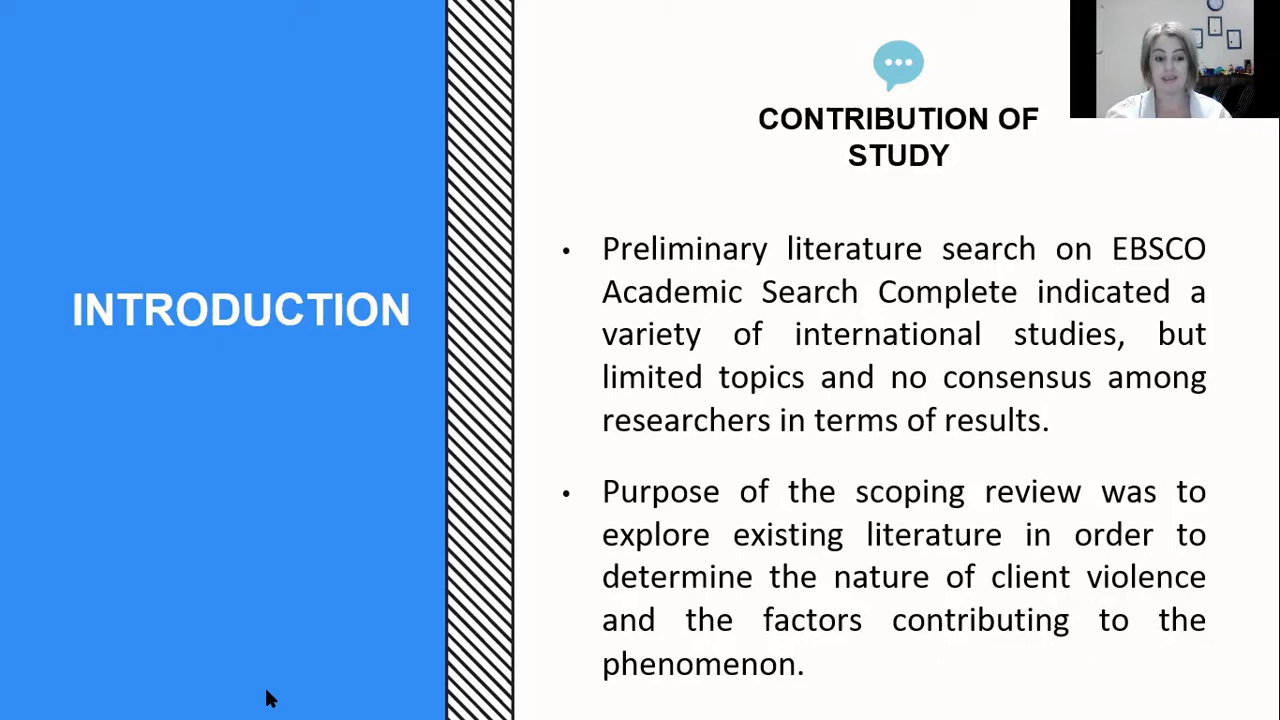 CONTRIBUTION OF
STUDY
INTRODUCTION
• Preliminary literature search on EBSCO
Academic Search Complete indicated a
variety of international studies, but
limited topics and no consensus among
researchers in terms of results.
• Purpose of the scoping review was to
explore existing literature in order to
determine the nature of client violence
and the factors contributing to the
phenomenon.